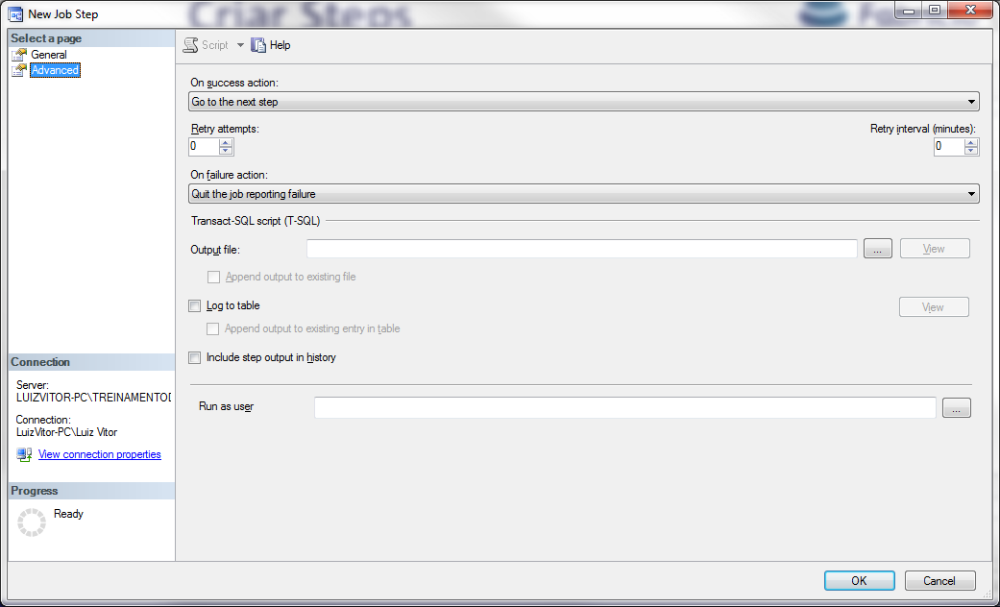 New Job Step
Criar Steps
Select a page
General
Advanced
Script
Help
On success action:
Go to the next step
Retry attempts:
Retry interval (minutes):
0
0
On failure action:
Quit the job reporting failure
Transact-SQL script (T-SQL)
Output file:
...
View
Append output to existing file
Log to table
View
Append output to existing entry in table
Include step output in history
Run as user
...
Connection
Server:
LUIZVITOR-PC\TREINAMENTO
Connection:
LuizVitor-PC\Luiz Vitor
View connection properties
Progress
Ready
OK
Cancel